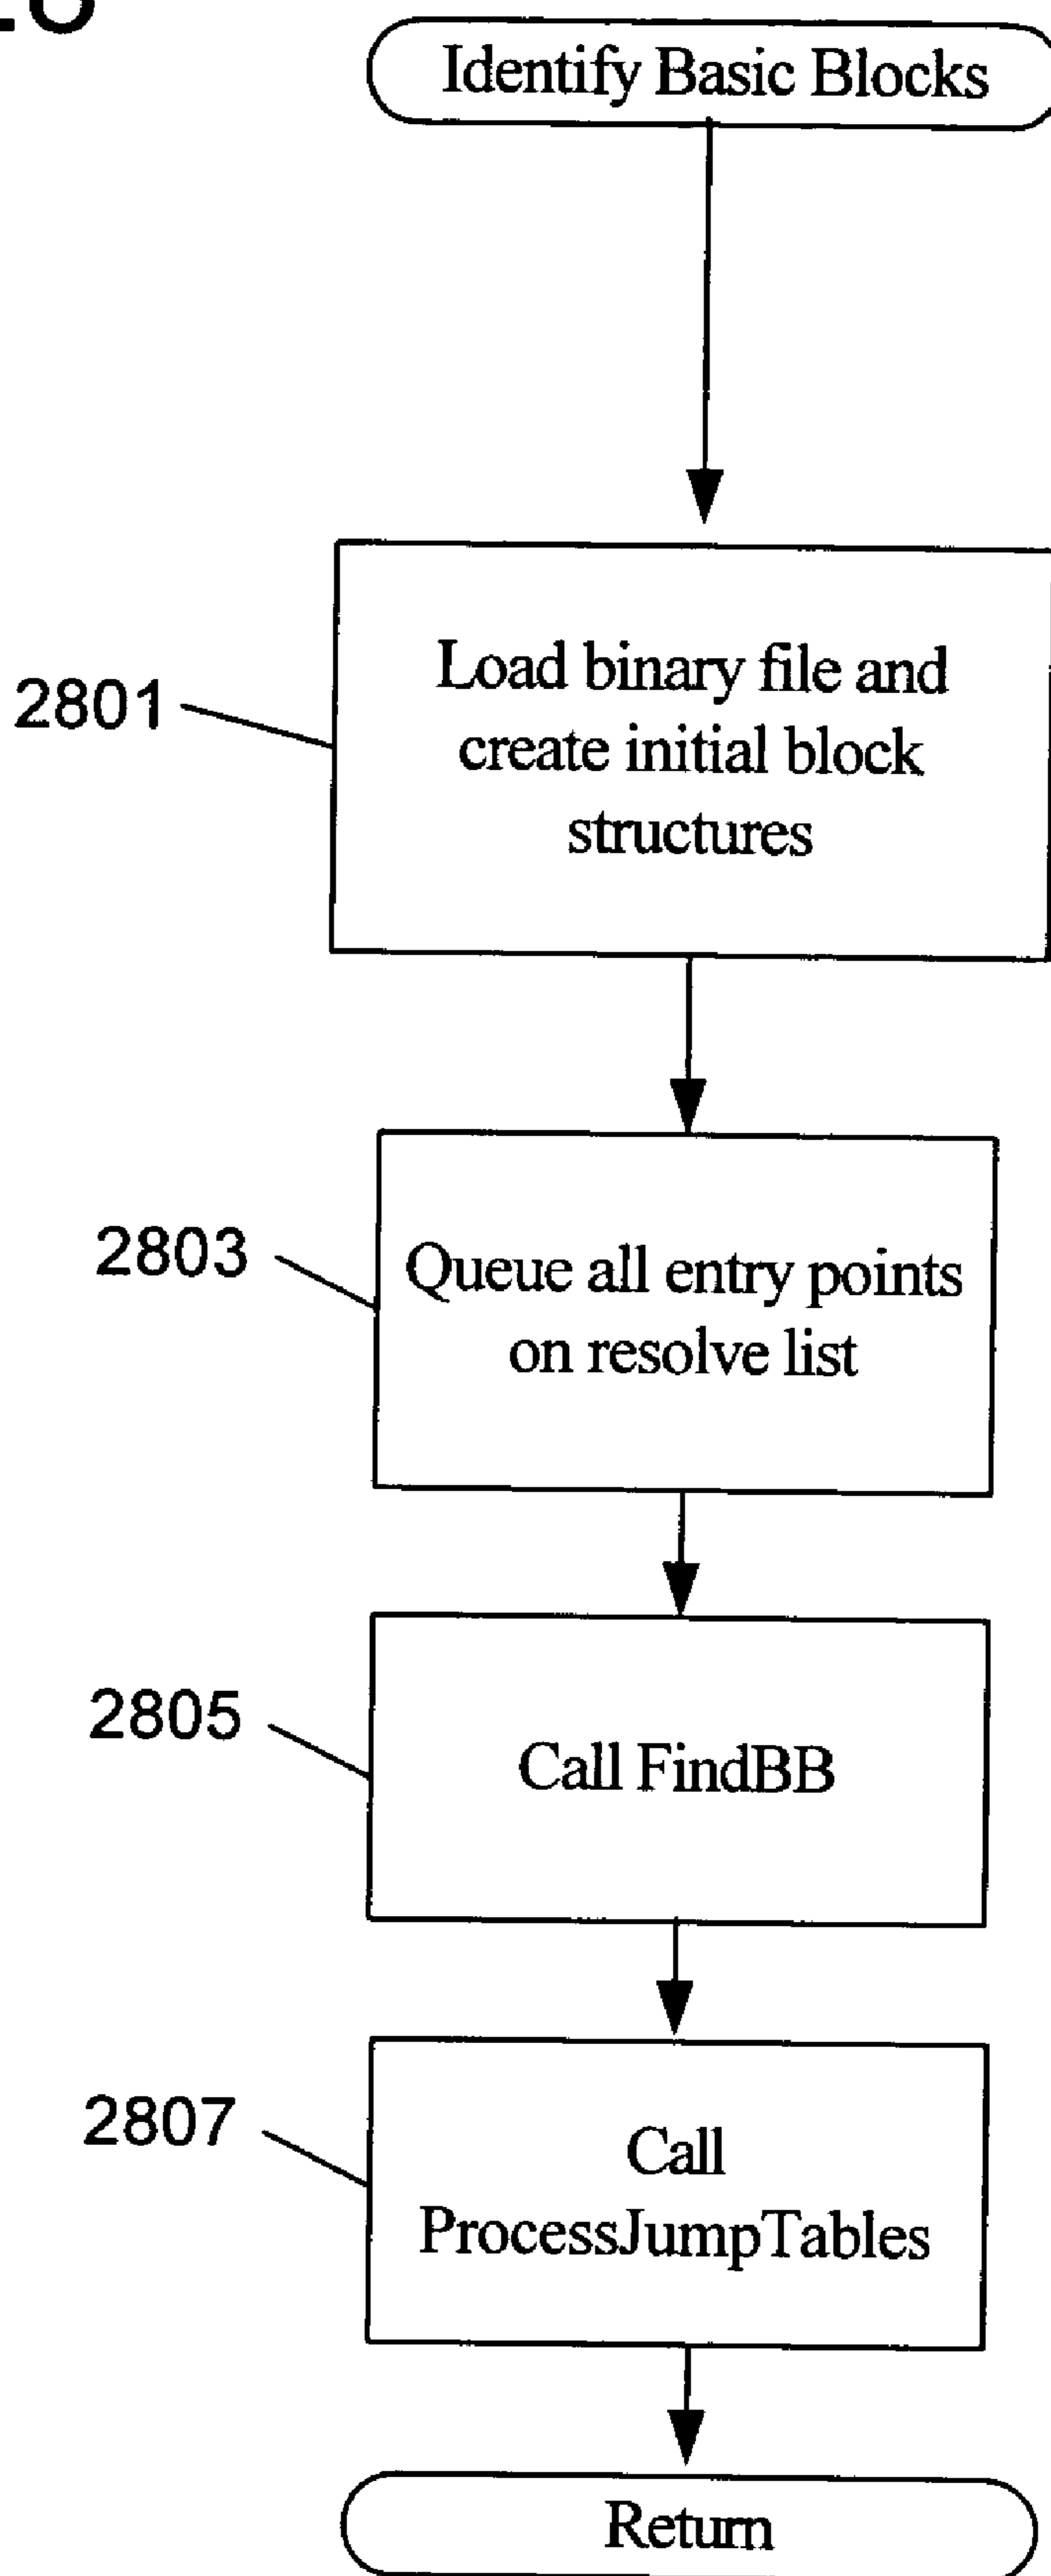 Identify Basic Blocks
2801
Load binary file and
create initial block
structures
2803
Queue all entry points
on resolve list
2805
Call FindBB
2807
Call
ProcessJumpTables
Return